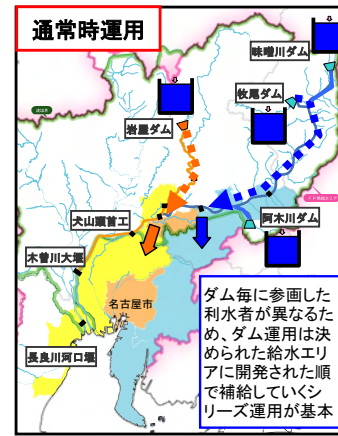 通常時運用
味噌川ダム
牧尾ダム
岩屋ダム
犬山頭首工
阿木川ダム
木曽川大堰
名古屋市
長良川河口堰
ダム毎に参画した
利水者が異なるた
め、ダム運用は決
められた給水エリ
アに開発された順
で補給していくシ
リーズ運用が基本